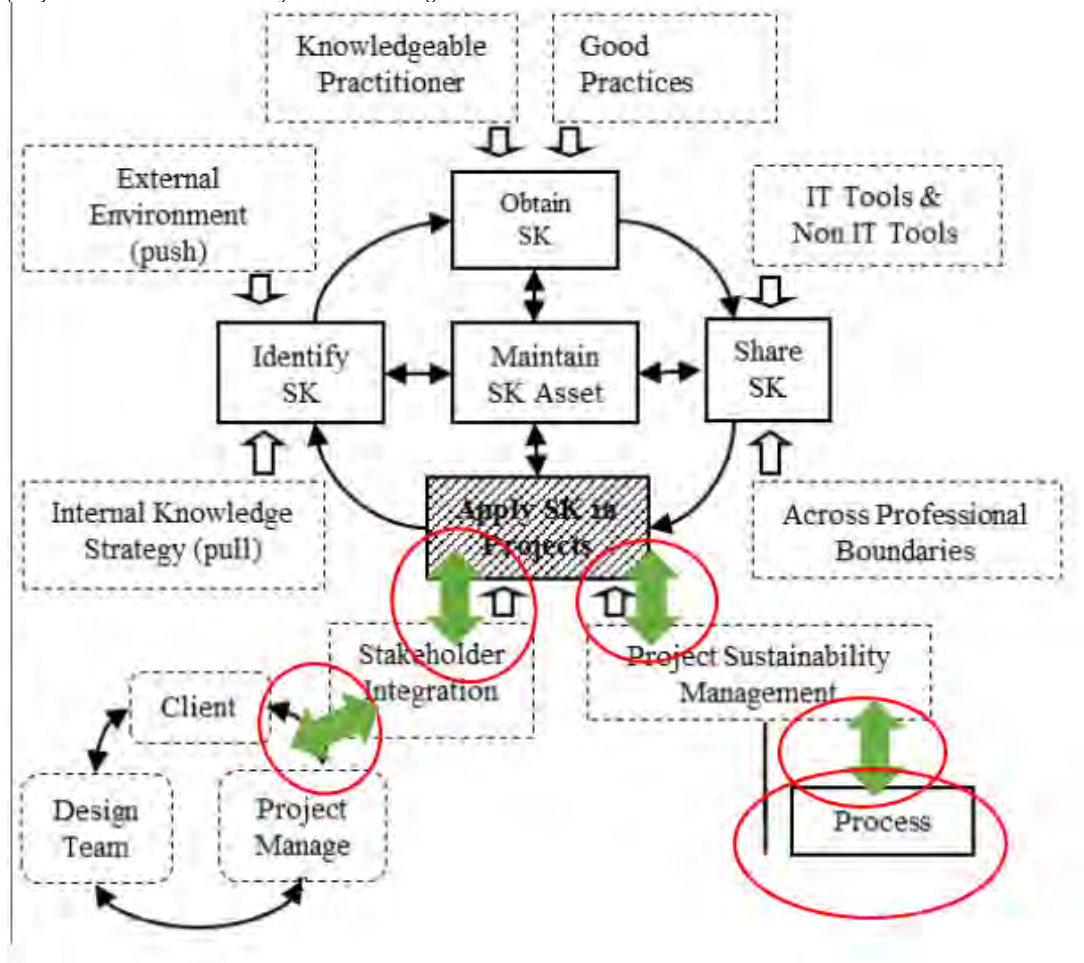 Knowledgeable
Practitioner
Good
Practices
External
Environment
(push)
Obtain
SK
IT Tools &
Non IT Tools
Identify
SK
Maintain
SK Asset
Share
SK
Internal Knowledge
Strategy (pull)
Apply SK in
Projects
Across Professional
Boundaries
Stakeholder
Integration
Project Sustainability
Management
Client
Design
Team
Project
Manage
Process